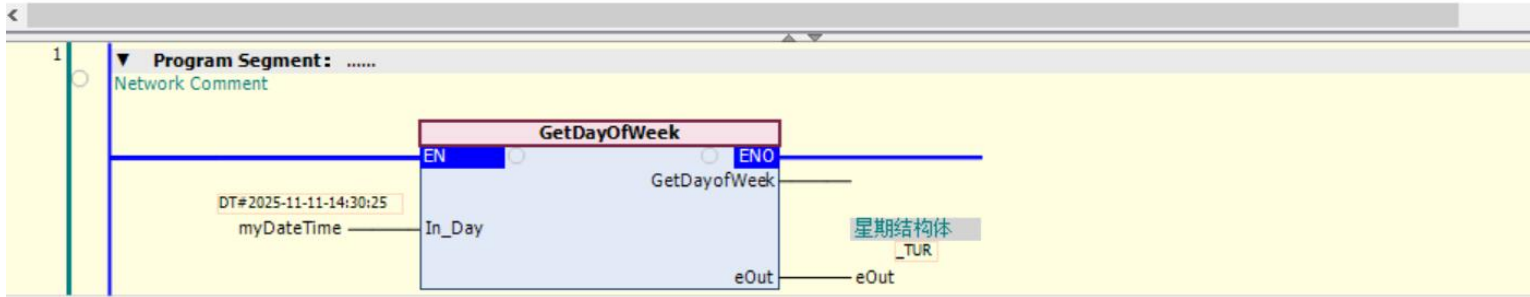 1
▼ Program Segment: ......
Network Comment
GetDayOfWeek
EN ENO
GetDayofWeek
DT#2025-11-11-14:30:25
myDateTime In_Day
星期结构体
_TUR
eOut eOut